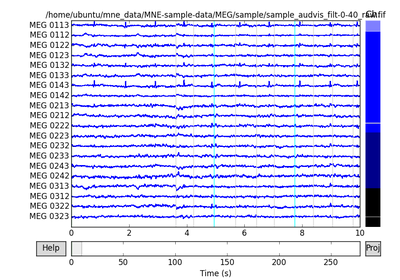 /home/ubuntu/mne_data/MNE-sample-data/MEG/sample/sample_audvis_filt-0-40_raw.fif
MEG 0113
MEG 0112
MEG 0122
MEG 0123
MEG 0132
MEG 0133
MEG 0143
MEG 0142
MEG 0213
MEG 0212
MEG 0222
MEG 0223
MEG 0232
MEG 0233
MEG 0243
MEG 0242
MEG 0313
MEG 0312
MEG 0322
MEG 0323
0 2 4 6 8 10
Help
Proj
50 100 150 200 250
Time (s)